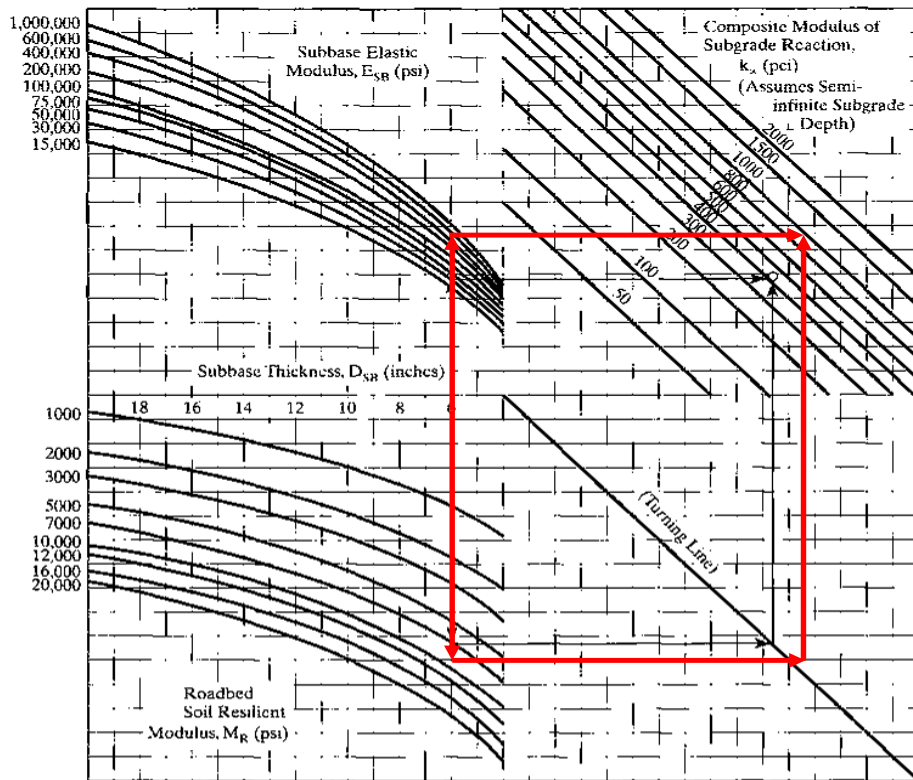 1,000,000
600,000
400,000
200,000
100,000
75,000
50,000
30,000
15,000
Subbase Elastic
Modulus, E_SB (psi)
Composite Modulus of
Subgrade Reaction,
k∞ (pci)
(Assumes Semi-
infinite Subgrade
Depth)
2000
1500
1000
800
600
500
400
300
200
100
50
Subbase Thickness, D_SB (inches)
18
16
14
12
10
8
6
1000
2000
3000
5000
7000
10,000
12,000
16,000
20,000
(Turning Line)
Roadbed
Soil Resilient
Modulus, M_R (psi)